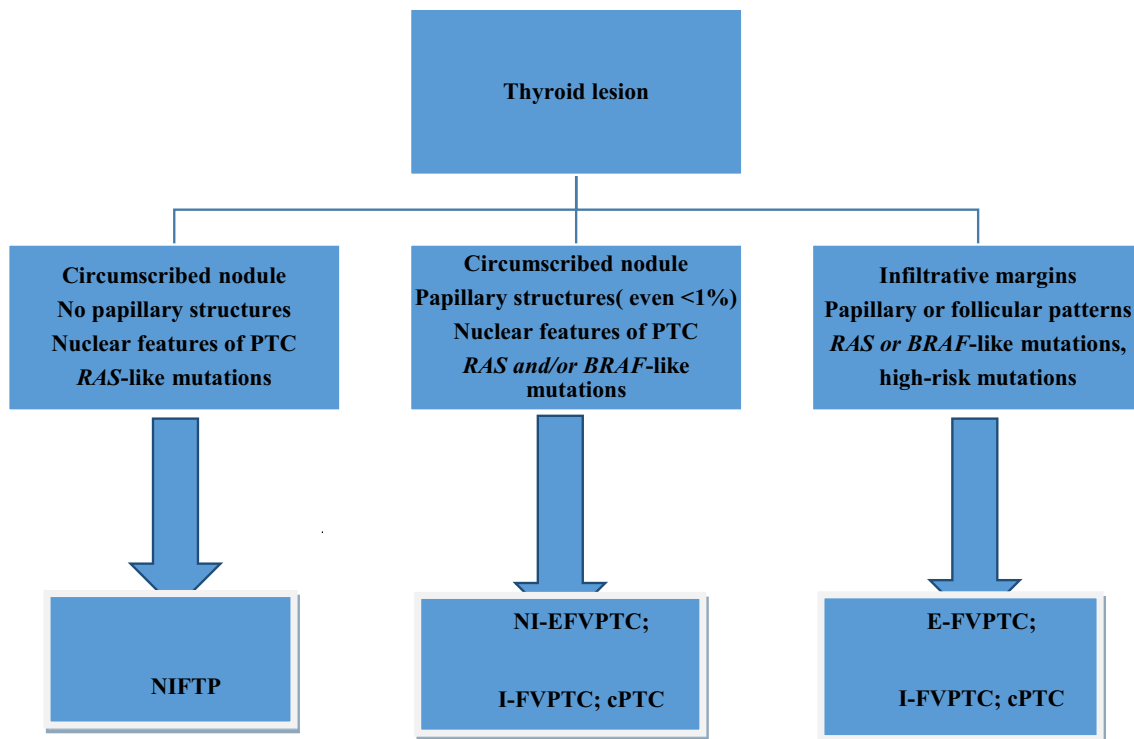 Thyroid lesion
Circumscribed nodule
No papillary structures
Nuclear features of PTC
RAS-like mutations
Circumscribed nodule
Papillary structures( even <1%)
Nuclear features of PTC
RAS and/or BRAF-like
mutations
Infiltrative margins
Papillary or follicular patterns
RAS or BRAF-like mutations,
high-risk mutations
NIFTP
NI-EFVPTC;
I-FVPTC; cPTC
E-FVPTC;
I-FVPTC; cPTC